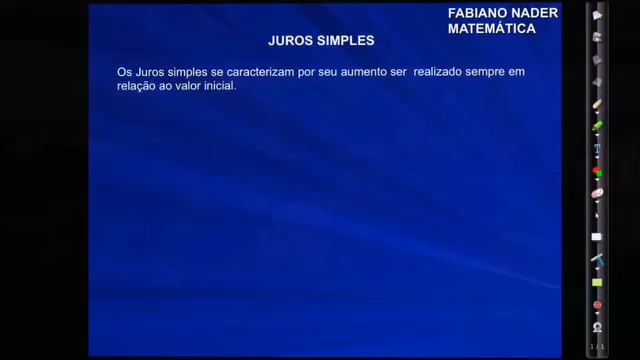 FABIANO NADER
MATEMÁTICA
JUROS SIMPLES
Os Juros simples se caracterizam por seu aumento ser realizado sempre em
relação ao valor inicial.
T
1 / 1